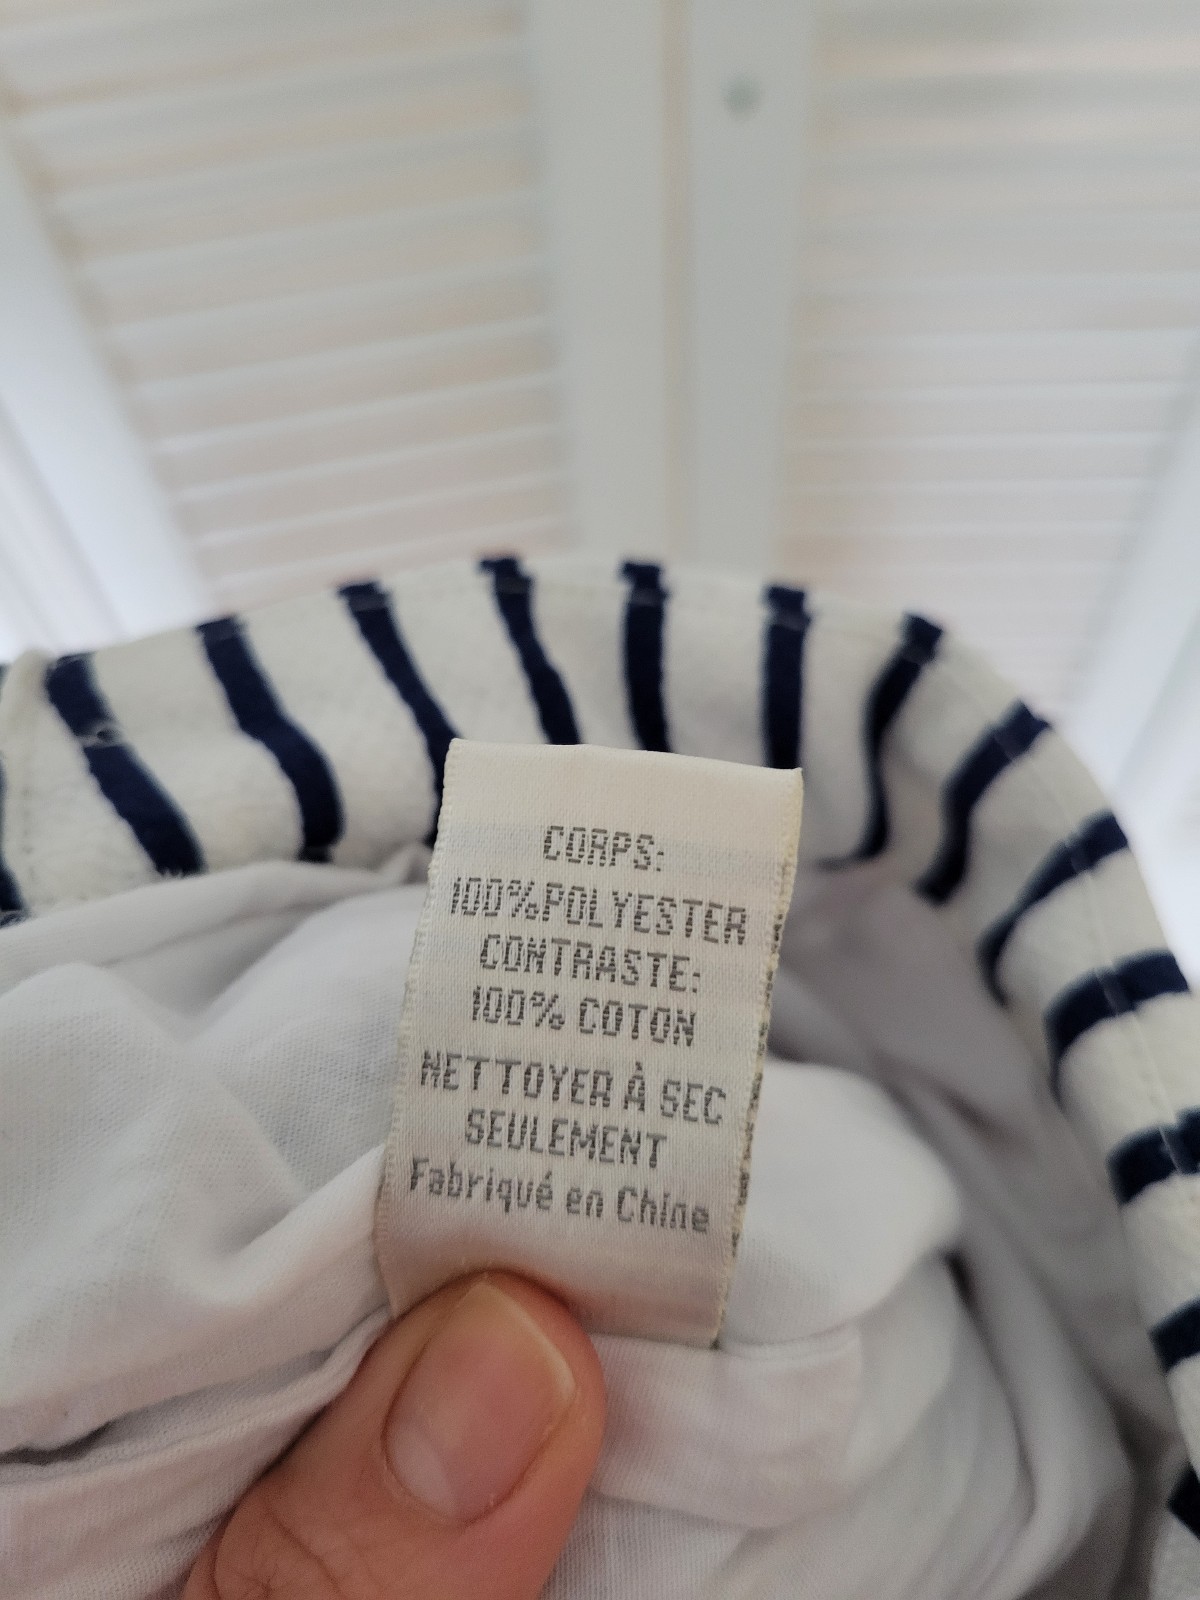 CORPS:
100%POLYESTER
CONTRASTE:
100% COTON
NETTOYER À SEC
SEULEMENT
Fabriqué en Chine